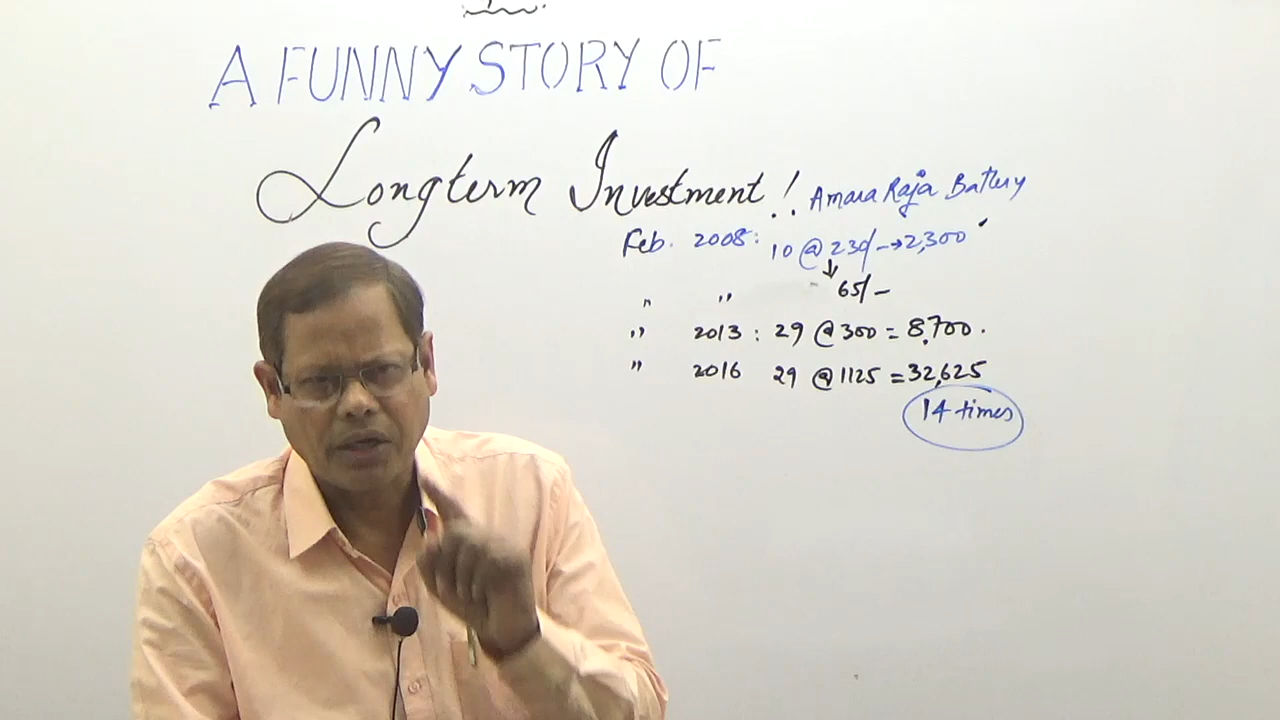 A FUNNY STORY OF
Longterm Investment!! Amara Raja Battery
Feb. 2008: 10 @ 230/- → 2,300
" " ↓ 65/-
" 2013: 29 @ 300 = 8,700.
" 2016 29 @ 1125 = 32,625
14 times